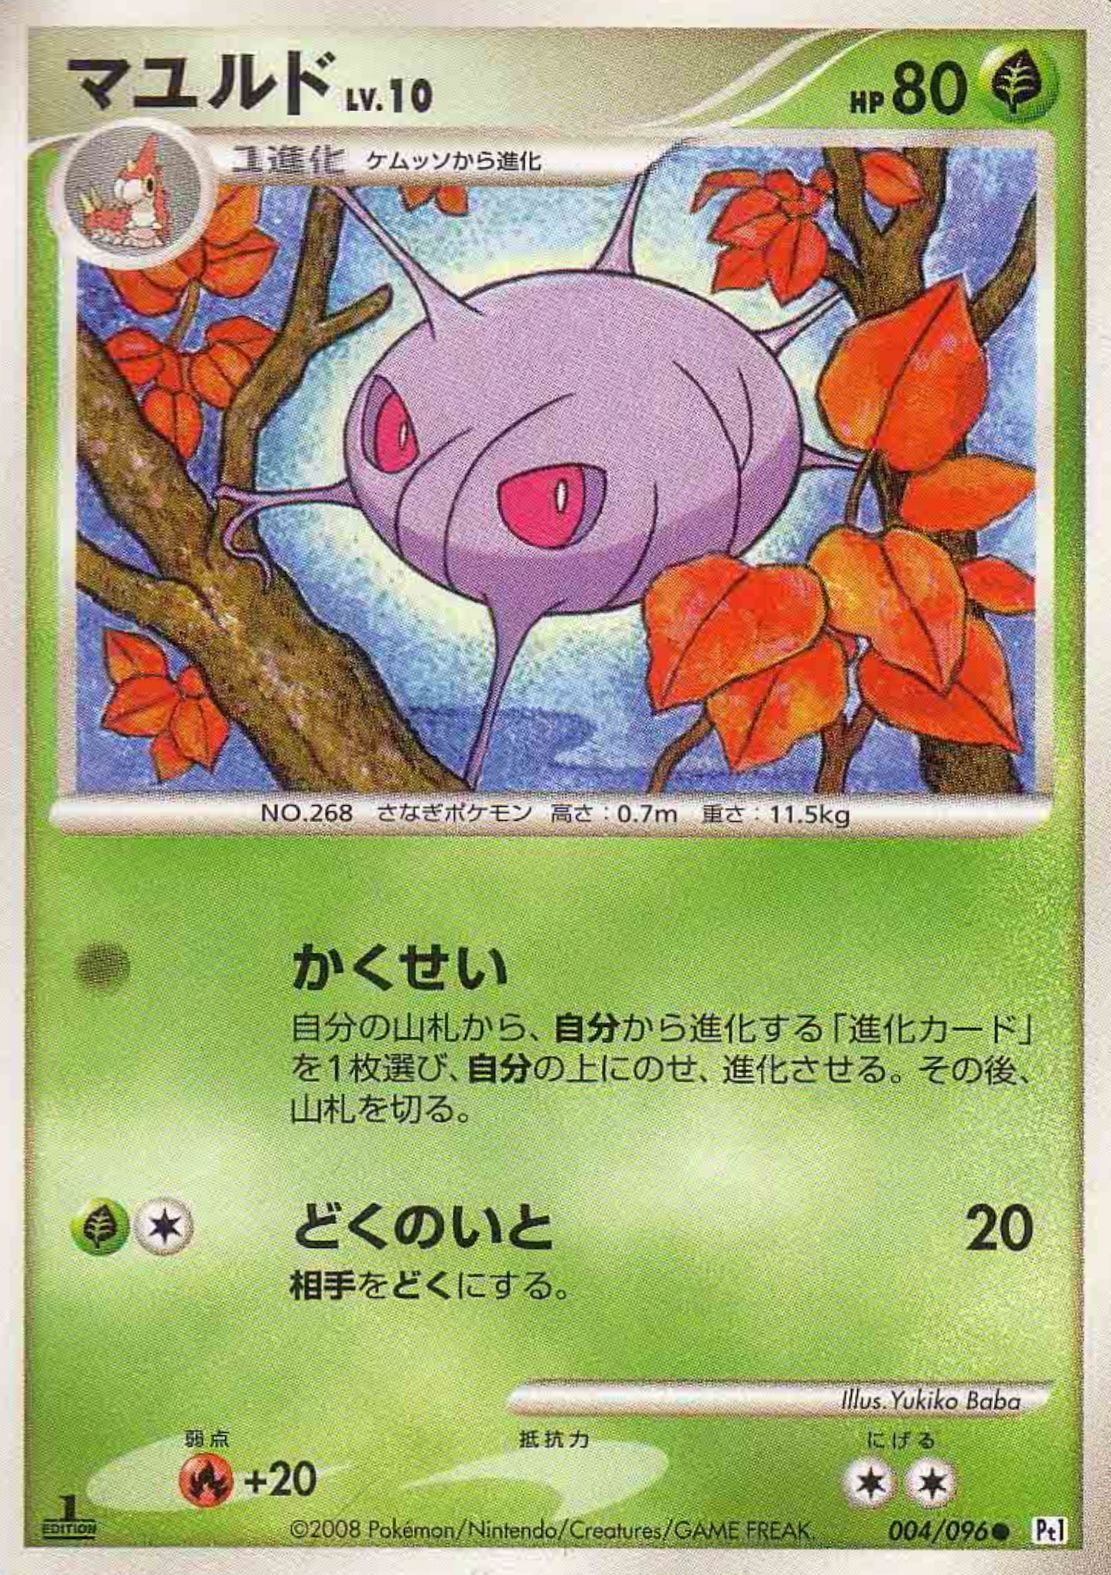 マユルド LV.10 HP 80
1進化 ケムッソから進化
NO.268 さなぎポケモン 高さ：0.7m 重さ：11.5kg
かくせい
自分の山札から、自分から進化する「進化カード」
を1枚選び、自分の上にのせ、進化させる。その後、
山札を切る。
どくのいと 20
相手をどくにする。
Illus.Yukiko Baba
弱点 抵抗力 にげる
+20
1 EDITION
©2008 Pokémon/Nintendo/Creatures/GAME FREAK. 004/096● Pt1